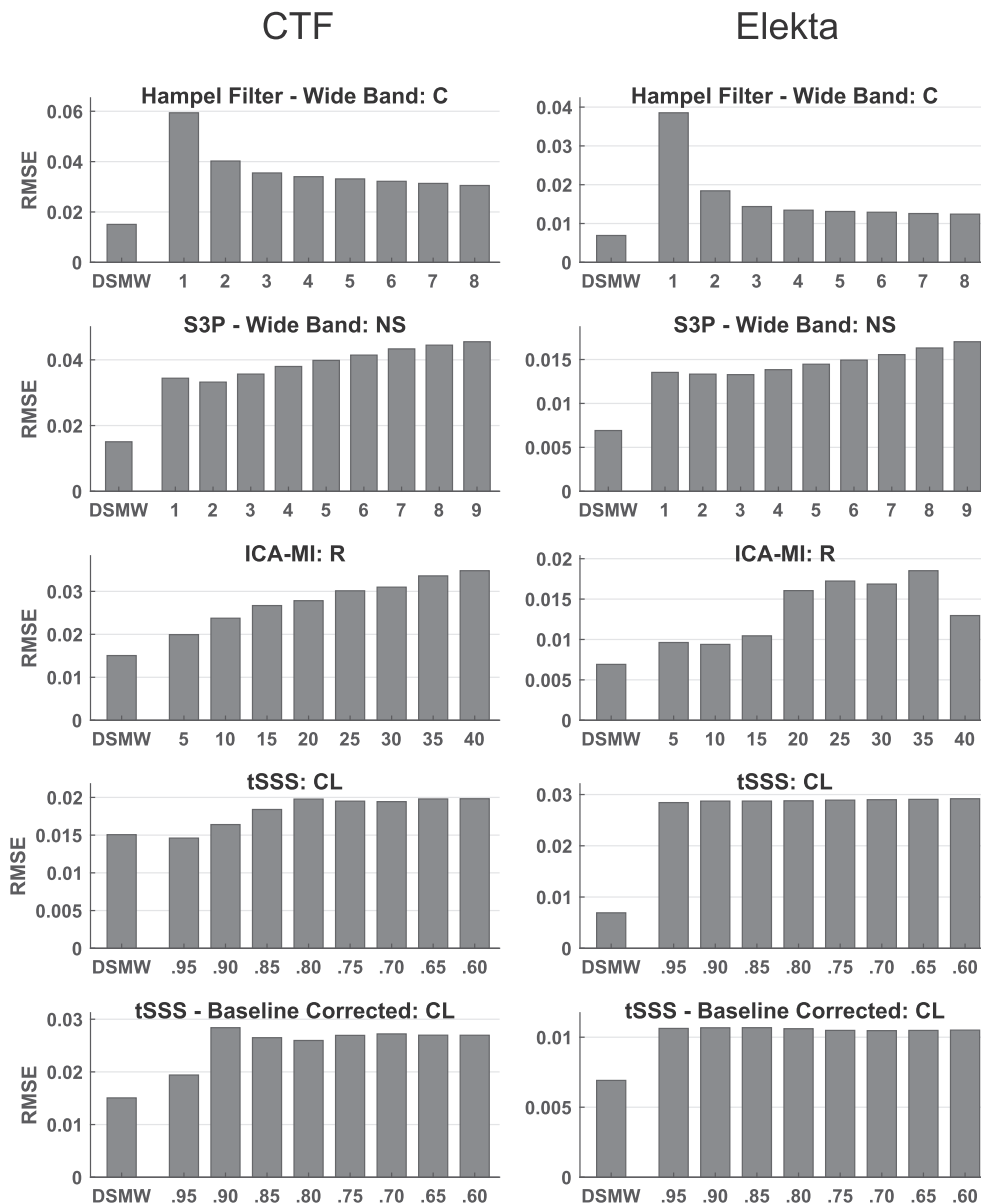 CTF
Elekta
Hampel Filter - Wide Band: C
RMSE
0.06
0.04
0.02
0
DSMW 1 2 3 4 5 6 7 8
Hampel Filter - Wide Band: C
0.04
0.03
0.02
0.01
0
DSMW 1 2 3 4 5 6 7 8
S3P - Wide Band: NS
RMSE
0.04
0.02
0
DSMW 1 2 3 4 5 6 7 8 9
S3P - Wide Band: NS
0.015
0.01
0.005
0
DSMW 1 2 3 4 5 6 7 8 9
ICA-MI: R
RMSE
0.03
0.02
0.01
0
DSMW 5 10 15 20 25 30 35 40
ICA-MI: R
0.02
0.015
0.01
0.005
0
DSMW 5 10 15 20 25 30 35 40
tSSS: CL
RMSE
0.02
0.015
0.01
0.005
0
DSMW .95 .90 .85 .80 .75 .70 .65 .60
tSSS: CL
0.03
0.02
0.01
0
DSMW .95 .90 .85 .80 .75 .70 .65 .60
tSSS - Baseline Corrected: CL
RMSE
0.03
0.02
0.01
0
DSMW .95 .90 .85 .80 .75 .70 .65 .60
tSSS - Baseline Corrected: CL
0.01
0.005
0
DSMW .95 .90 .85 .80 .75 .70 .65 .60